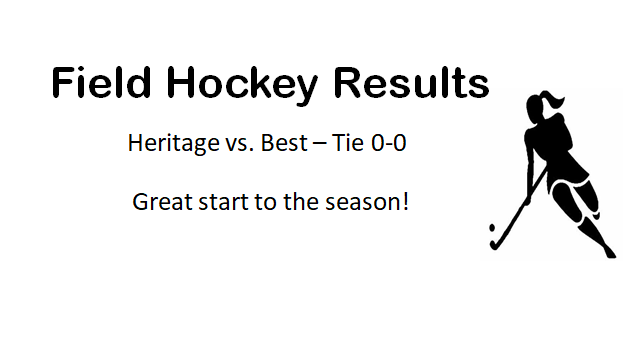 Field Hockey Results
Heritage vs. Best – Tie 0-0
Great start to the season!